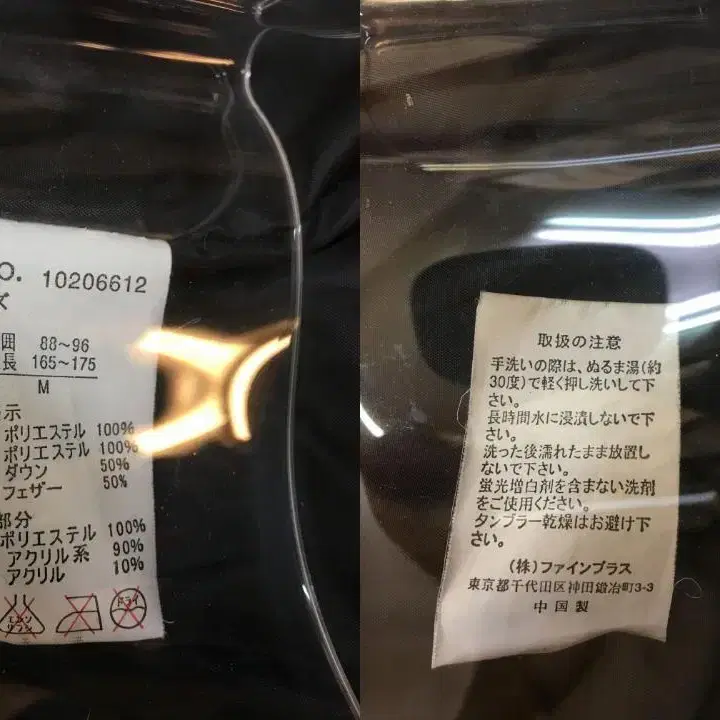 O. 10206612
ズ
囲 88~96
長 165~175
M
示
ポリエステル 100%
ポリエステル 100%
ダウン 50%
フェザー 50%
部分
ポリエステル 100%
アクリル系 90%
アクリル 10%
エンソ
サラシ
ドライ
取扱の注意
手洗いの際は、ぬるま湯(約
30度)で軽く押し洗いして下
さい。
長時間水に浸漬しないで下
さい。
洗った後濡れたまま放置し
ないで下さい。
蛍光増白剤を含まない洗剤
をご使用ください。
タンブラー乾燥はお避け下
さい。
(株)ファインプラス
東京都千代田区神田鍛冶町3-3
中国製